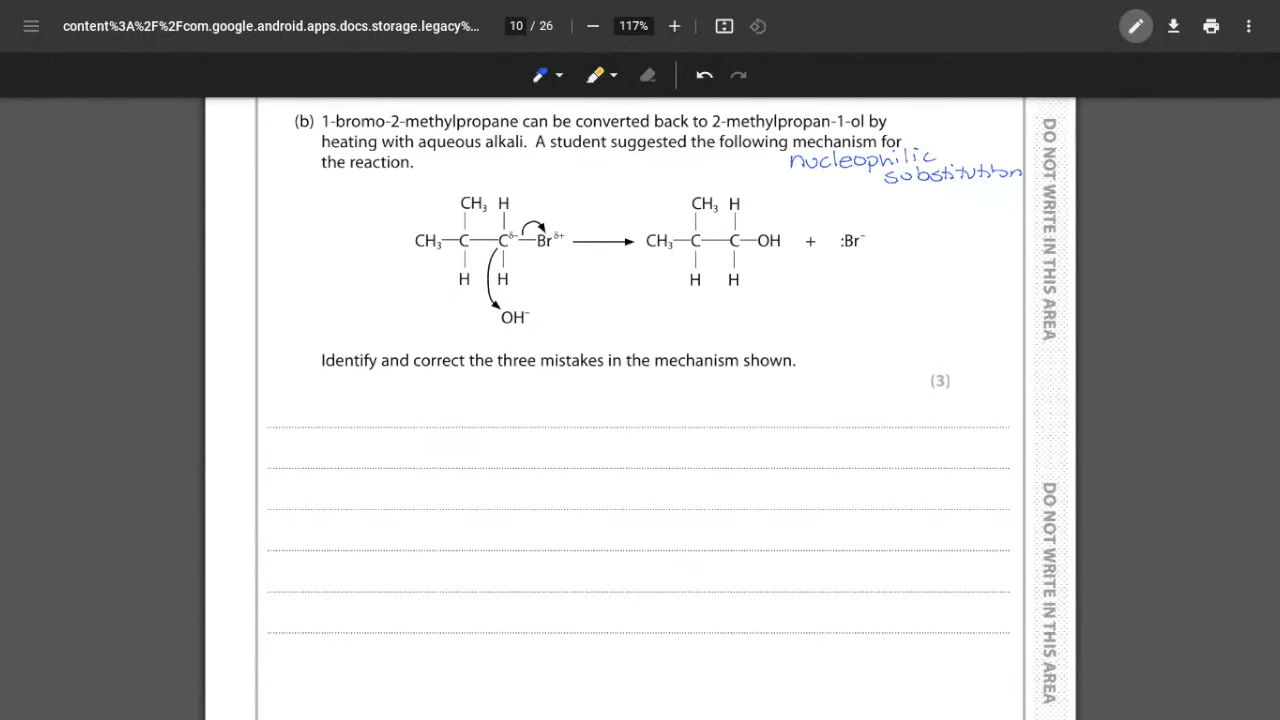 content%3A%2F%2Fcom.google.android.apps.docs.storage.legacy%... 10 / 26 117%
(b) 1-bromo-2-methylpropane can be converted back to 2-methylpropan-1-ol by
heating with aqueous alkali. A student suggested the following mechanism for
the reaction.
nucleophilic
substitution
CH₃ H CH₃ H
CH₃—C—C^δ−—Br^δ+ CH₃—C—C—OH + :Br⁻
H H H H
OH⁻
Identify and correct the three mistakes in the mechanism shown.
(3)
DO NOT WRITE IN THIS AREA
DO NOT WRITE IN THIS AREA